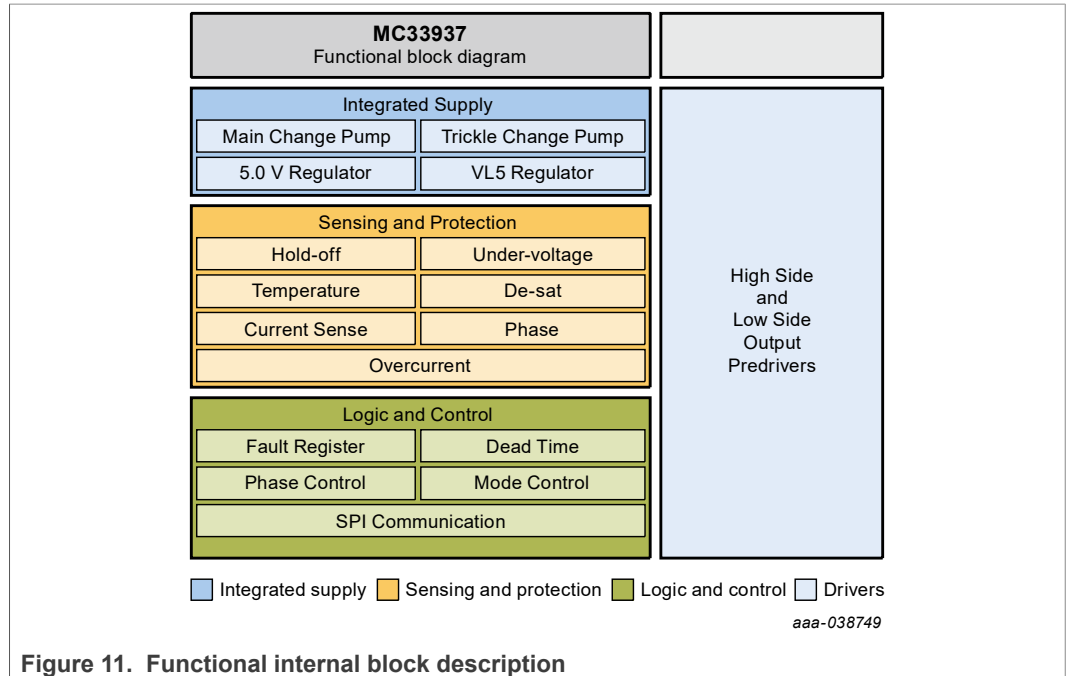 MC33937
Functional block diagram
Integrated Supply
Main Change Pump
Trickle Change Pump
5.0 V Regulator
VL5 Regulator
Sensing and Protection
Hold-off
Under-voltage
Temperature
De-sat
Current Sense
Phase
Overcurrent
Logic and Control
Fault Register
Dead Time
Phase Control
Mode Control
SPI Communication
High Side
and
Low Side
Output
Predrivers
Integrated supply
Sensing and protection
Logic and control
Drivers
aaa-038749
Figure 11. Functional internal block description